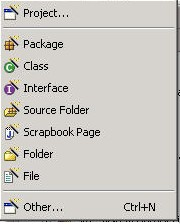 Project...
Package
Class
Interface
Source Folder
Scrapbook Page
Folder
File
Other... Ctrl+N